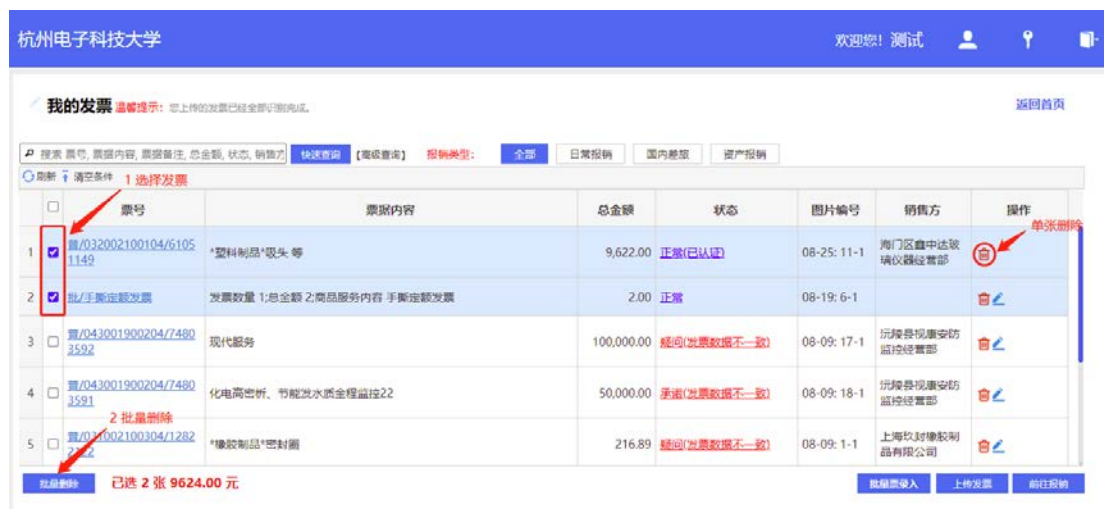 杭州电子科技大学
欢迎您! 测试
我的发票 温馨提示: 您上传的发票已经全部识别完成。
返回首页
搜索 票号, 票据内容, 票据备注, 总金额, 状态, 销售方 快速查询 【高级查询】 报销类型: 全部 日常报销 国内差旅 资产报销
刷新 清空条件 1 选择发票
票号 票据内容 总金额 状态 图片编号 销售方 操作
单张删除
1 普/032002100104/6105 *塑料制品*吸头 等 9,622.00 正常(已认证) 08-25: 11-1 海门区鑫中达玻
1149 璃仪器经营部
2 批/手撕定额发票 发票数量 1;总金额 2;商品服务内容 手撕定额发票 2.00 正常 08-19: 6-1
3 普/043001900204/7480 现代服务 100,000.00 疑问(发票数据不一致) 08-09: 17-1 沅陵县视康安防
3592 监控经营部
4 普/043001900204/7480 化电高密析、节能发水质全程监控22 50,000.00 承诺(发票数据不一致) 08-09: 18-1 沅陵县视康安防
3591 监控经营部
2 批量删除
5 普/031002100304/1282 *橡胶制品*密封圈 216.89 疑问(发票数据不一致) 08-09: 1-1 上海玖封橡胶制
品有限公司
批量删除 已选 2 张 9624.00 元 批量票录入 上传发票 前往报销